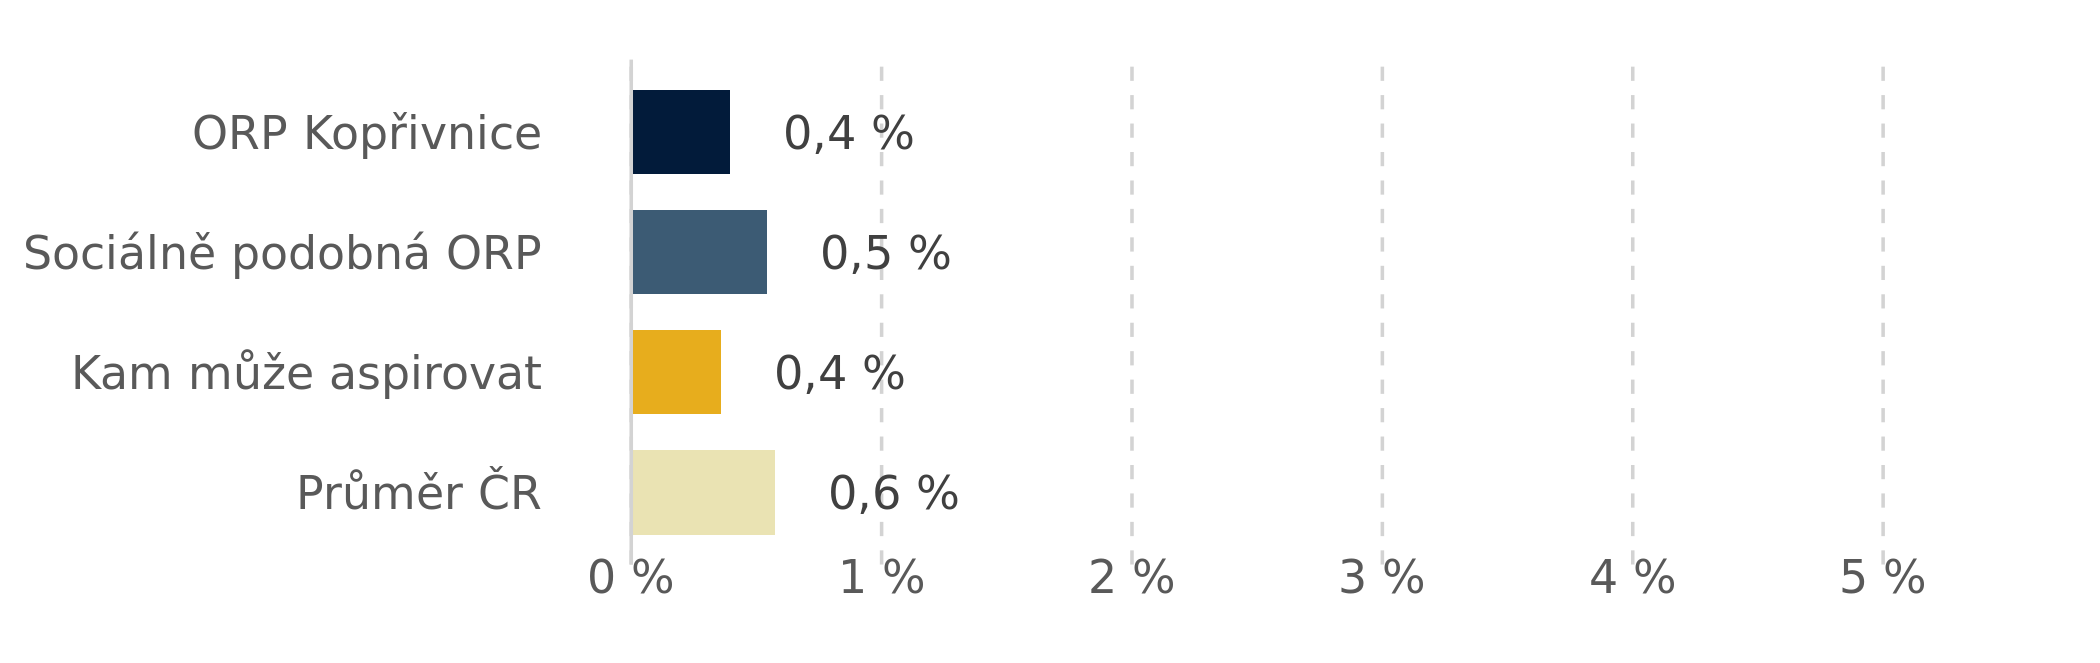 ORP Kopřivnice 0,4 %
Sociálně podobná ORP 0,5 %
Kam může aspirovat 0,4 %
Průměr ČR 0,6 %
0 % 1 % 2 % 3 % 4 % 5 %